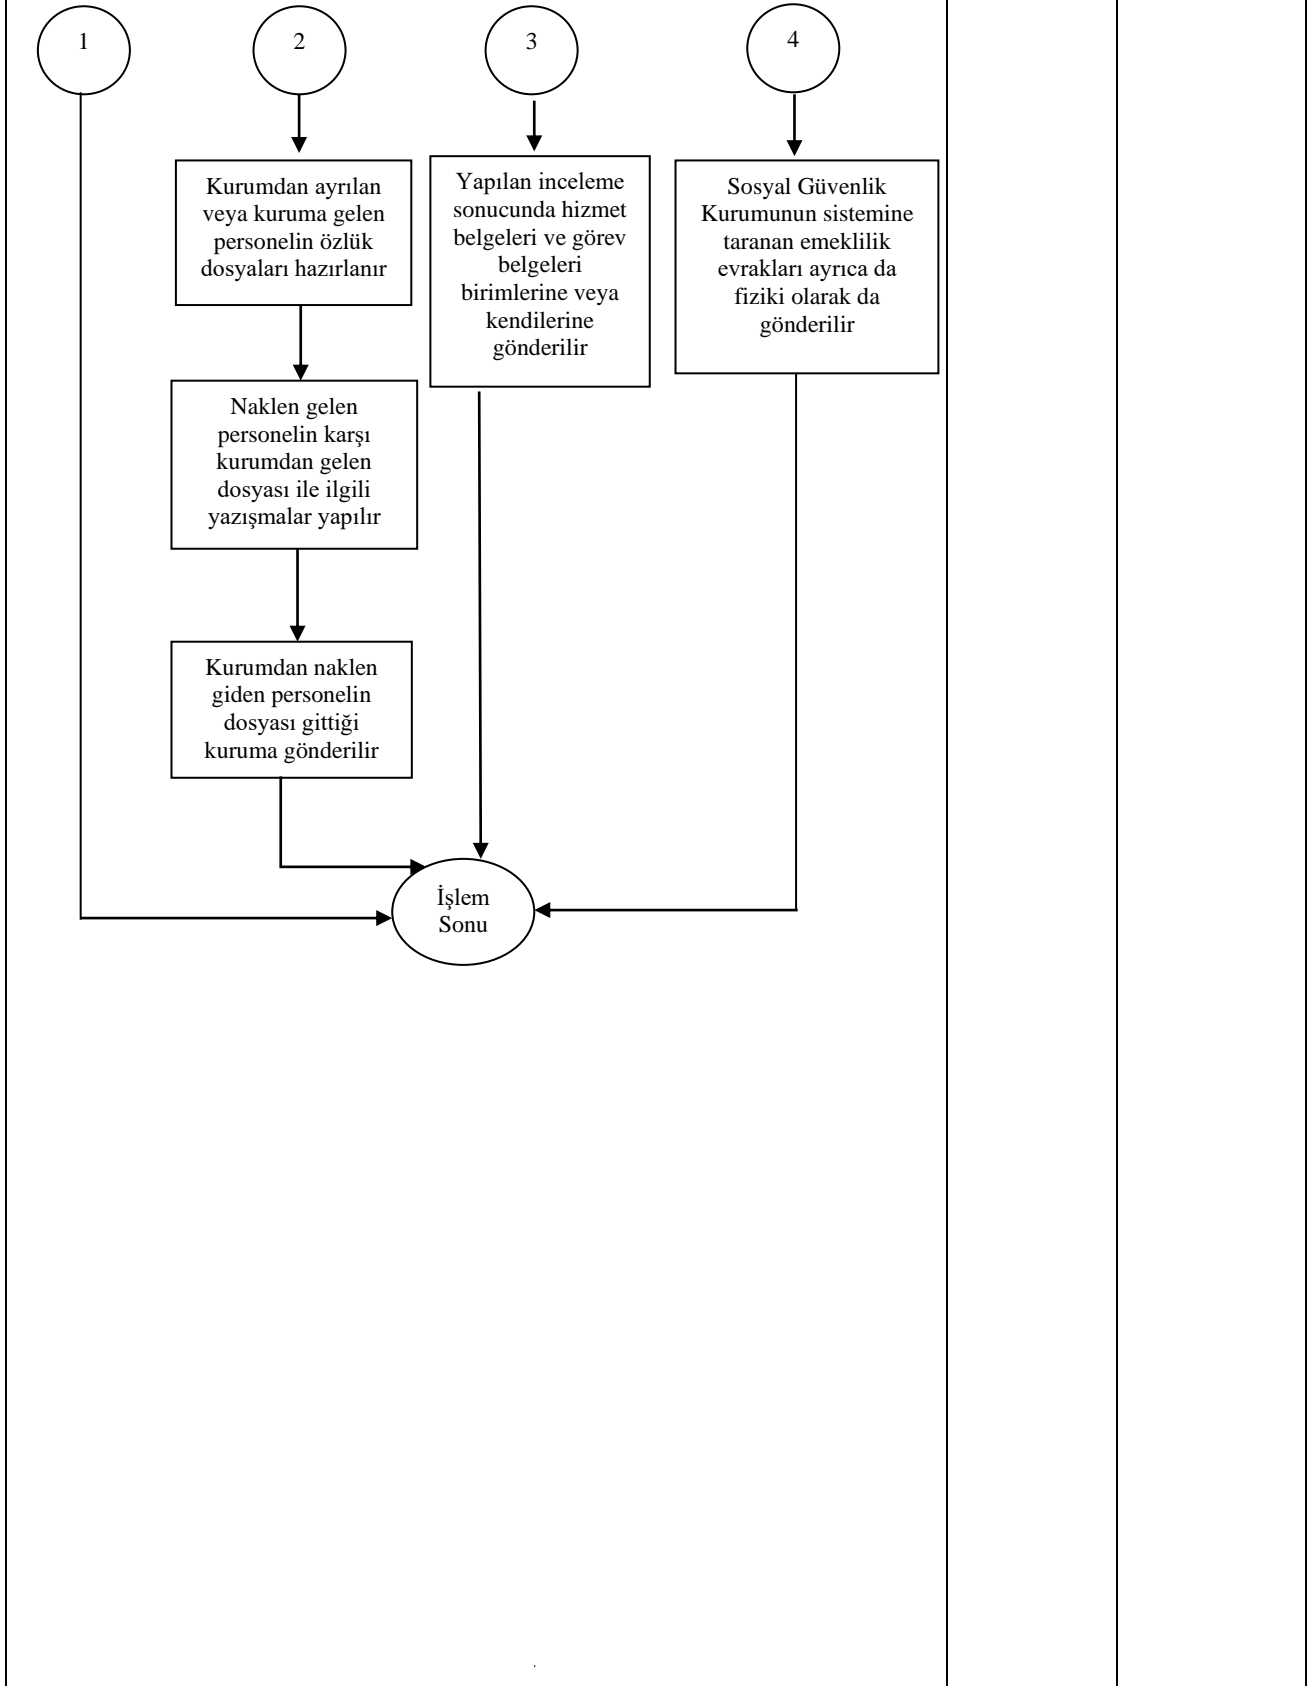 1
2
3
4
Kurumdan ayrılan
veya kuruma gelen
personelin özlük
dosyaları hazırlanır
Yapılan inceleme
sonucunda hizmet
belgeleri ve görev
belgeleri
birimlerine veya
kendilerine
gönderilir
Sosyal Güvenlik
Kurumunun sistemine
taranan emeklilik
evrakları ayrıca da
fiziki olarak da
gönderilir
Naklen gelen
personelin karşı
kurumdan gelen
dosyası ile ilgili
yazışmalar yapılır
Kurumdan naklen
giden personelin
dosyası gittiği
kuruma gönderilir
İşlem
Sonu